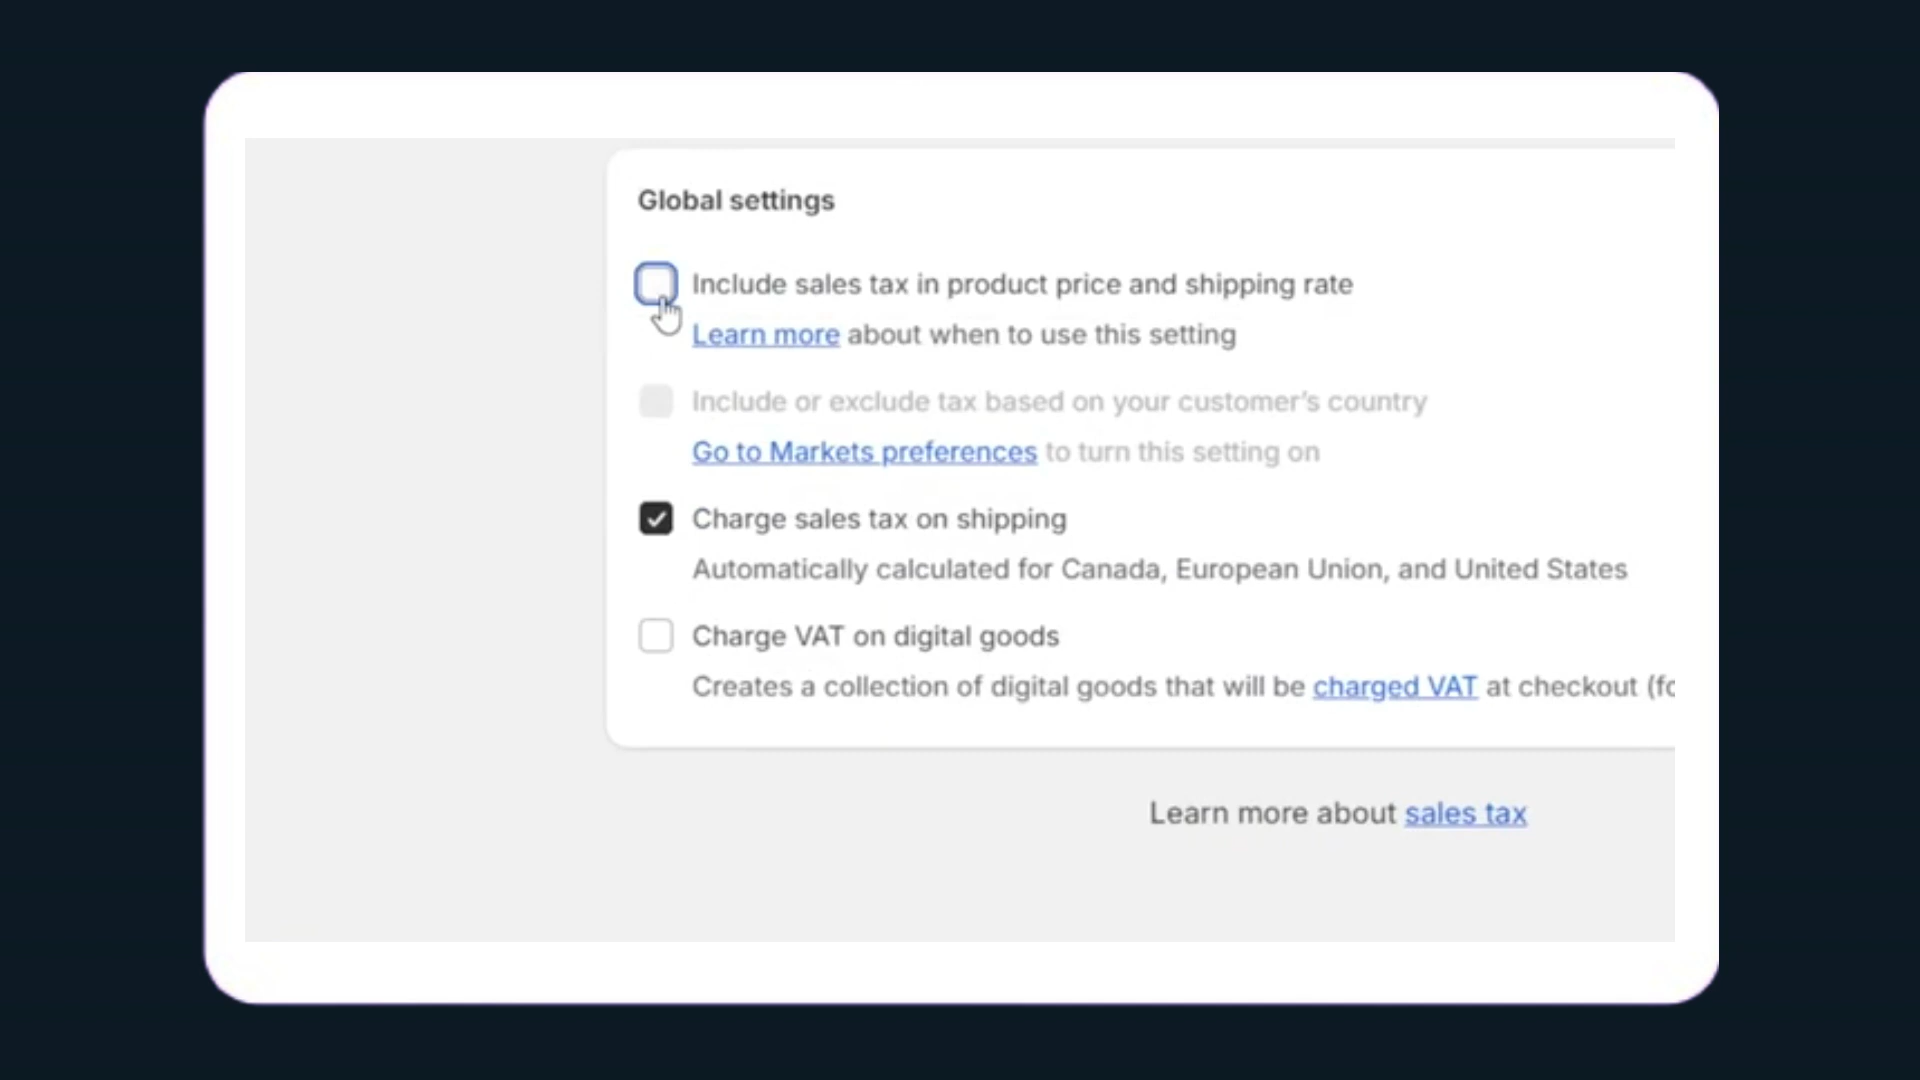 Global settings
Include sales tax in product price and shipping rate
Learn more about when to use this setting
Include or exclude tax based on your customer’s country
Go to Markets preferences to turn this setting on
Charge sales tax on shipping
Automatically calculated for Canada, European Union, and United States
Charge VAT on digital goods
Creates a collection of digital goods that will be charged VAT at checkout
Learn more about sales tax